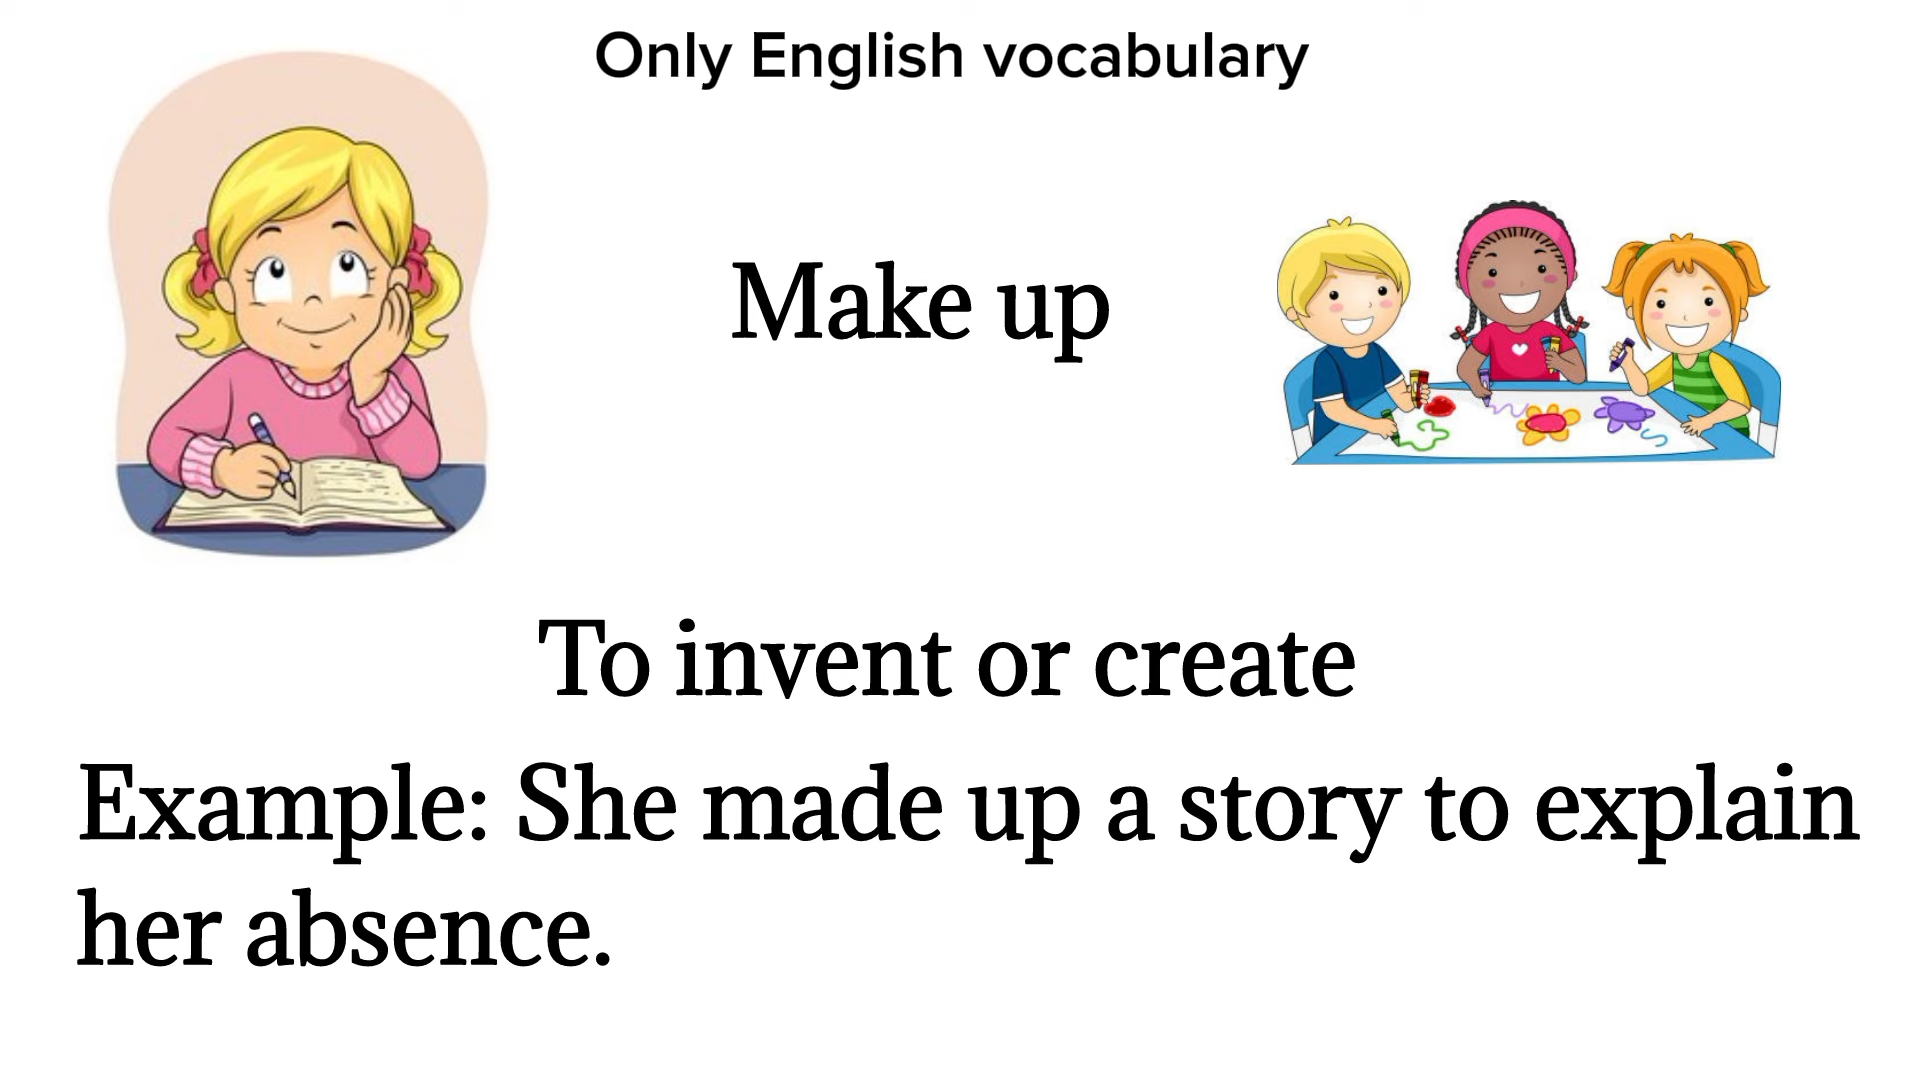 Only English vocabulary
Make up
To invent or create
Example: She made up a story to explain
her absence.